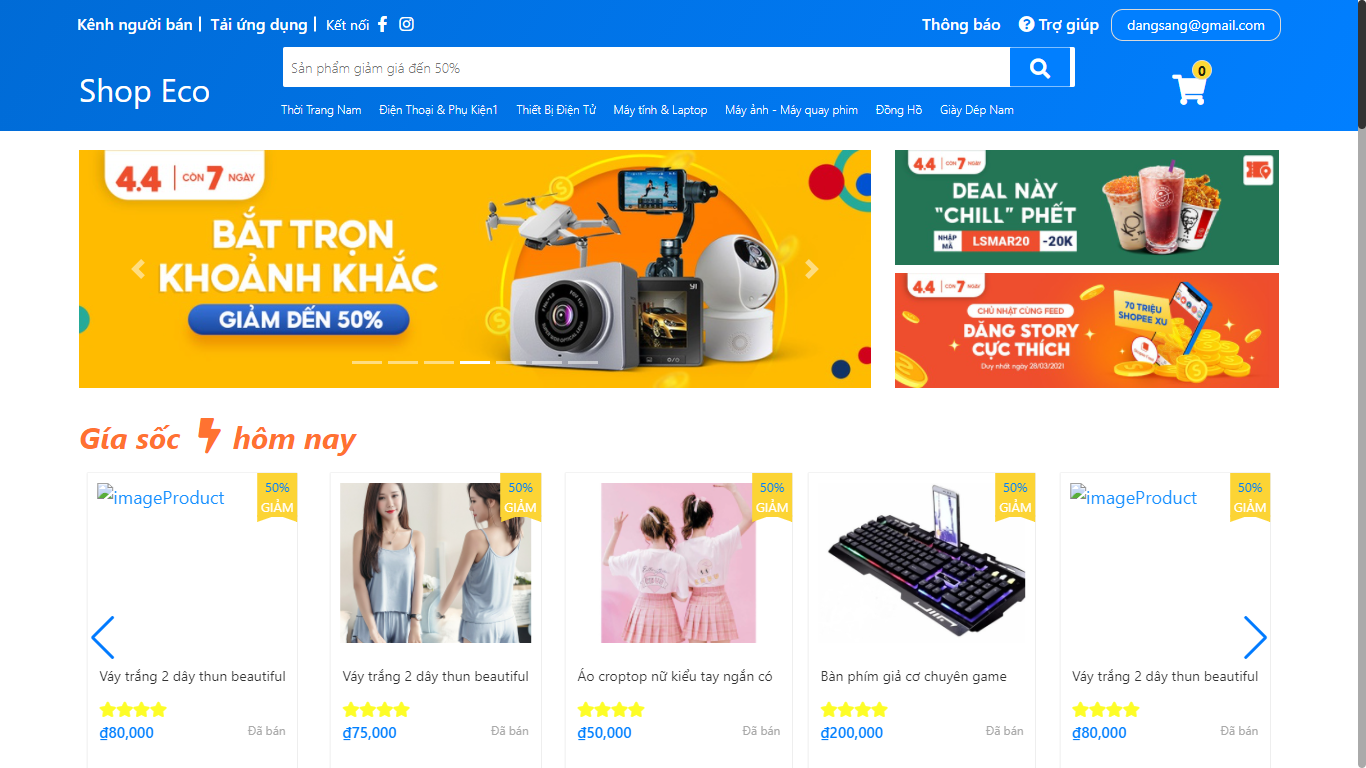 Kênh người bán | Tải ứng dụng | Kết nối
Thông báo Trợ giúp dangsang@gmail.com
Sản phẩm giảm giá đến 50%
Shop Eco
0
Thời Trang Nam Điện Thoại & Phụ Kiện1 Thiết Bị Điện Tử Máy tính & Laptop Máy ảnh - Máy quay phim Đồng Hồ Giày Dép Nam
4.4 CÒN 7 NGÀY
BẮT TRỌN
KHOẢNH KHẮC
GIẢM ĐẾN 50%
4.4 CÒN 7 NGÀY
DEAL NÀY
"CHILL" PHẾT
NHẬP MÃ LSMAR20 -20K
KFC
4.4 CÒN 7 NGÀY
CHỦ NHẬT CÙNG FEED
ĐĂNG STORY
CỰC THÍCH
Duy nhất ngày 28/03/2021
70 TRIỆU
SHOPEE XU
Gía sốc hôm nay
imageProduct
50%
GIẢM
50%
GIẢM
50%
GIẢM
50%
GIẢM
imageProduct
50%
GIẢM
Váy trắng 2 dây thun beautiful
₫80,000 Đã bán
Váy trắng 2 dây thun beautiful
₫75,000 Đã bán
Áo croptop nữ kiểu tay ngắn có
₫50,000 Đã bán
Bàn phím giả cơ chuyên game
₫200,000 Đã bán
Váy trắng 2 dây thun beautiful
₫80,000 Đã bán